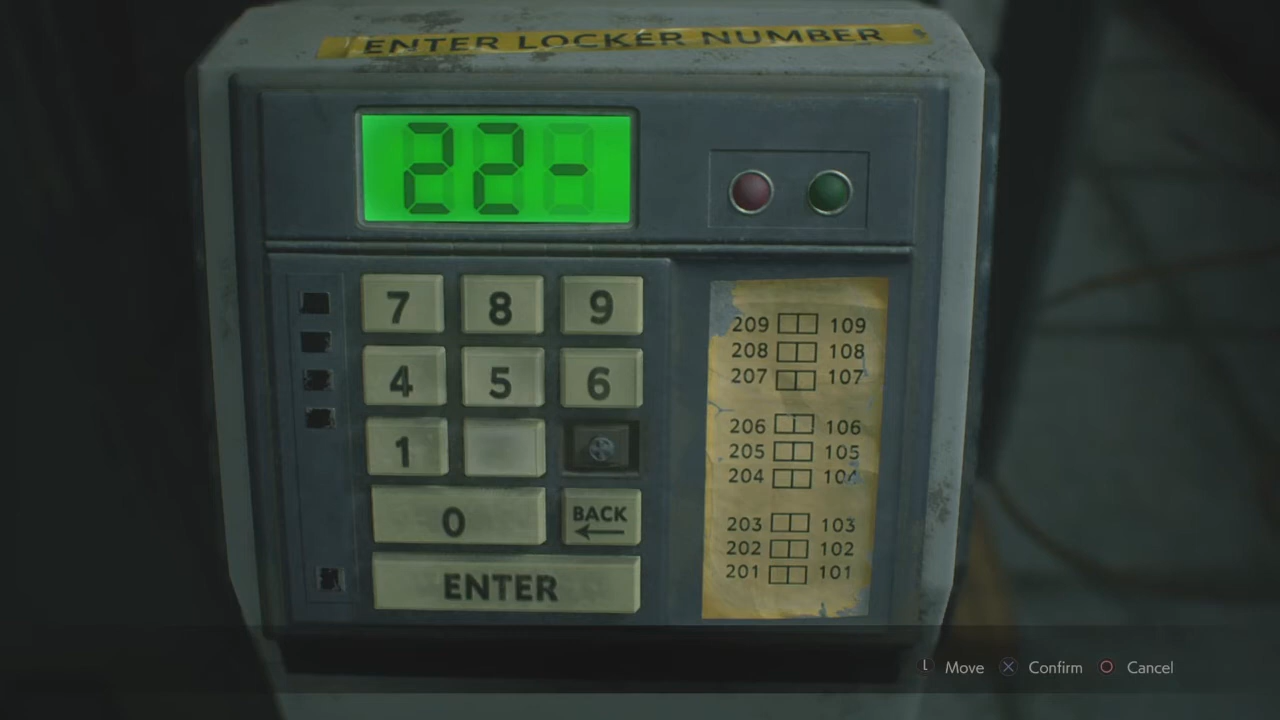 ENTER LOCKER NUMBER
22-
7 8 9
4 5 6
1
0 BACK
ENTER
209 109
208 108
207 107
206 106
205 105
204 104
203 103
202 102
201 101
L Move X Confirm O Cancel